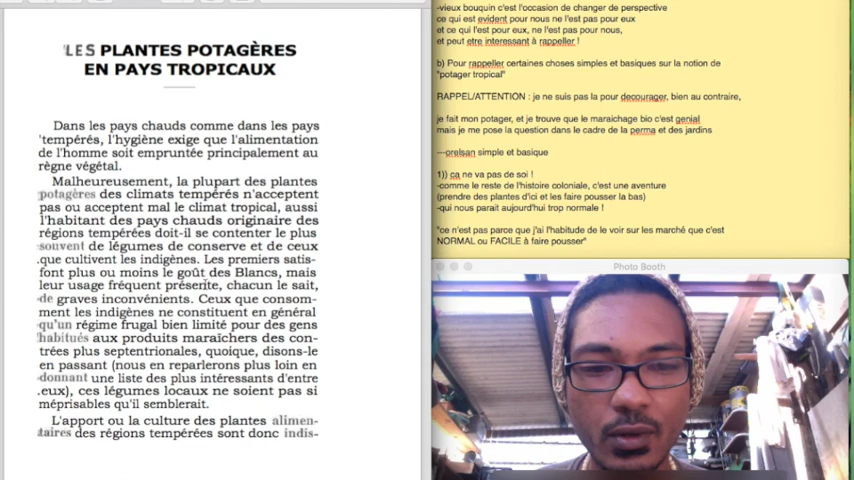 LES PLANTES POTAGÈRES
EN PAYS TROPICAUX
Dans les pays chauds comme dans les pays
'tempérés, l'hygiène exige que l'alimentation
de l'homme soit empruntée principalement au
règne végétal.
Malheureusement, la plupart des plantes
potagères des climats tempérés n'acceptent
pas ou acceptent mal le climat tropical, aussi
l'habitant des pays chauds originaire des
régions tempérées doit-il se contenter le plus
souvent de légumes de conserve et de ceux
.que cultivent les indigènes. Les premiers satis-
font plus ou moins le goût des Blancs, mais
leur usage fréquent présente, chacun le sait,
-de graves inconvénients. Ceux que consom-
ment les indigènes ne constituent en général
qu'un régime frugal bien limité pour des gens
habitués aux produits maraîchers des con-
trées plus septentrionales, quoique, disons-le
en passant (nous en reparlerons plus loin en
donnant une liste des plus intéressants d'entre
.eux), ces légumes locaux ne soient pas si
méprisables qu'il semblerait.
L'apport ou la culture des plantes alimen-
taires des régions tempérées sont donc indis-
-vieux bouquin c'est l'occasion de changer de perspective
ce qui est evident pour nous ne l'est pas pour eux
et ce qui l'est pour eux, ne l'est pas pour nous,
et peut etre interessant à rappeller !
b) Pour rappeller certaines choses simples et basiques sur la notion de
"potager tropical"
RAPPEL/ATTENTION : je ne suis pas la pour decourager, bien au contraire,
je fait mon potager, et je trouve que le maraichage bio c'est genial
mais je me pose la question dans le cadre de la perma et des jardins
---prelsan simple et basique
1)) ça ne va pas de soi !
-comme le reste de l'histoire coloniale, c'est une aventure
(prendre des plantes d'ici et les faire pousser la bas)
-qui nous parait aujourd'hui trop normale !
"ce n'est pas parce que j'ai l'habitude de le voir sur les marché que c'est
NORMAL ou FACILE à faire pousser"
Photo Booth